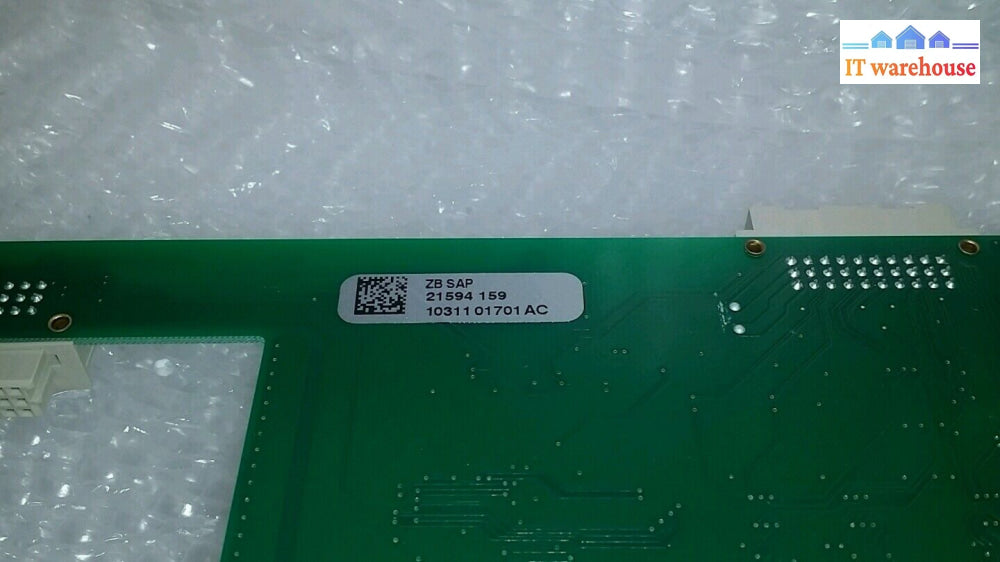 IT warehouse
ZB SAP
21594 159
10311 01701 AC